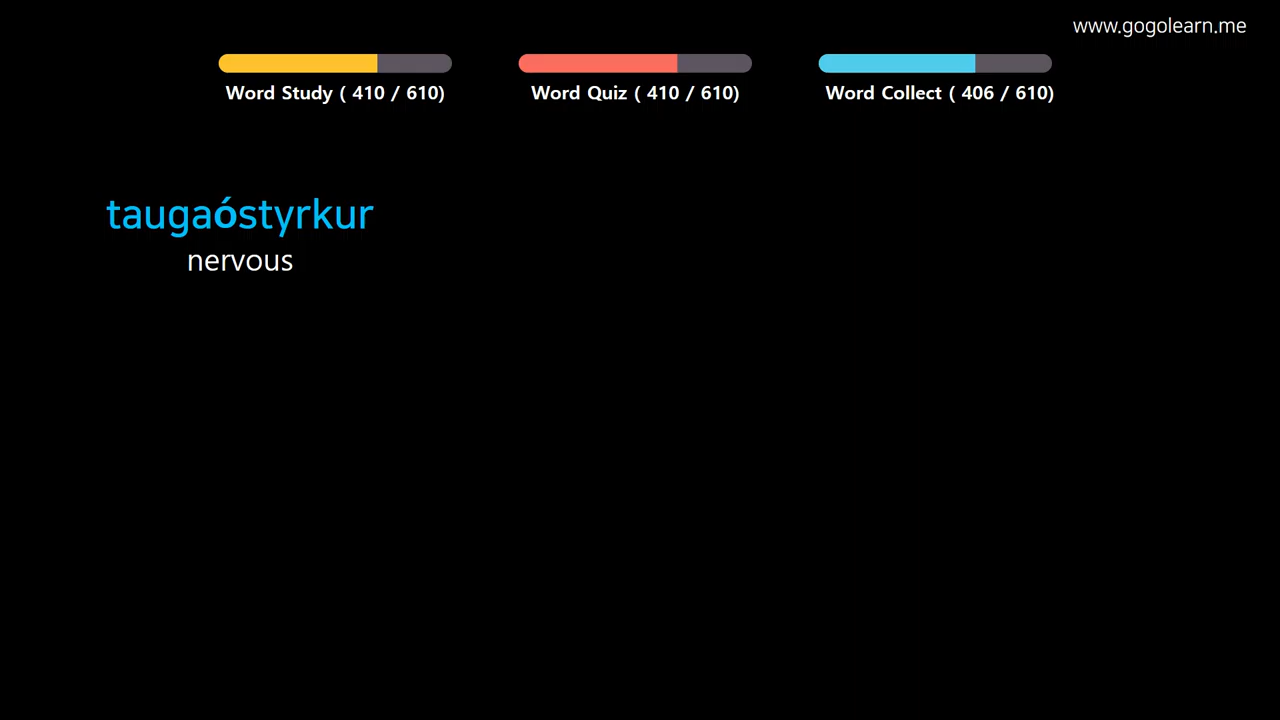 www.gogolearn.me
Word Study ( 410 / 610)
Word Quiz ( 410 / 610)
Word Collect ( 406 / 610)
taugaóstyrkur
nervous